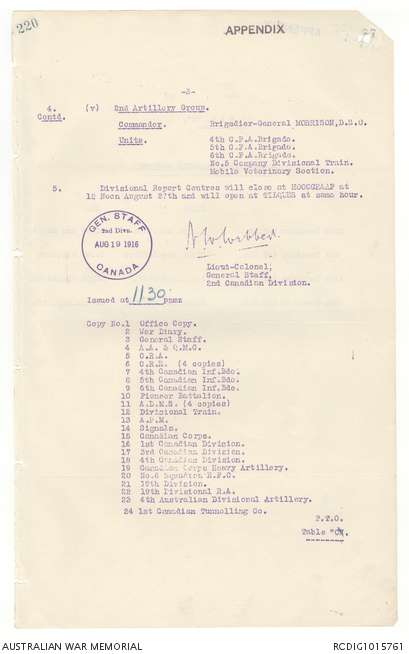 220
APPENDIX
-3-
4. (v) 2nd Artillery Group.
Contd.
Commander. Brigadier-General MORRISON,D.S.O.
Units. 4th C.F.A.Brigade.
5th C.F.A.Brigade.
6th C.F.A.Brigade.
No.5 Company Divisional Train.
Mobile Veterinary Section.
5. Divisional Report Centres will close at HOOGGRAAF at
12 Noon August 27th and will open at TILQUES at same hour.
GEN. STAFF
2nd Divn.
AUG 19 1916
CANADA
Lieut-Colonel,
General Staff,
2nd Canadian Division.
Issued at 1130
Copy No.1 Office Copy.
2 War Diary.
3 General Staff.
4 A.A. & Q.M.G.
5 C.R.A.
6 C.R.E. (4 copies)
7 4th Canadian Inf.Bde.
8 5th Canadian Inf.Bde.
9 6th Canadian Inf.Bde.
10 Pioneer Battalion.
11 A.D.M.S. (4 copies)
12 Divisional Train.
13 A.P.M.
14 Signals.
15 Canadian Corps.
16 1st Canadian Division.
17 3rd Canadian Division.
18 4th Canadian Division.
19 Canadian Corps Heavy Artillery.
20 No.6 Squadron R.F.C.
21 19th Division.
22 19th Divisional R.A.
23 4th Australian Divisional Artillery.
24 1st Canadian Tunnelling Co.
P.T.O.
Table "C".
AUSTRALIAN WAR MEMORIAL
RCDIG1015761